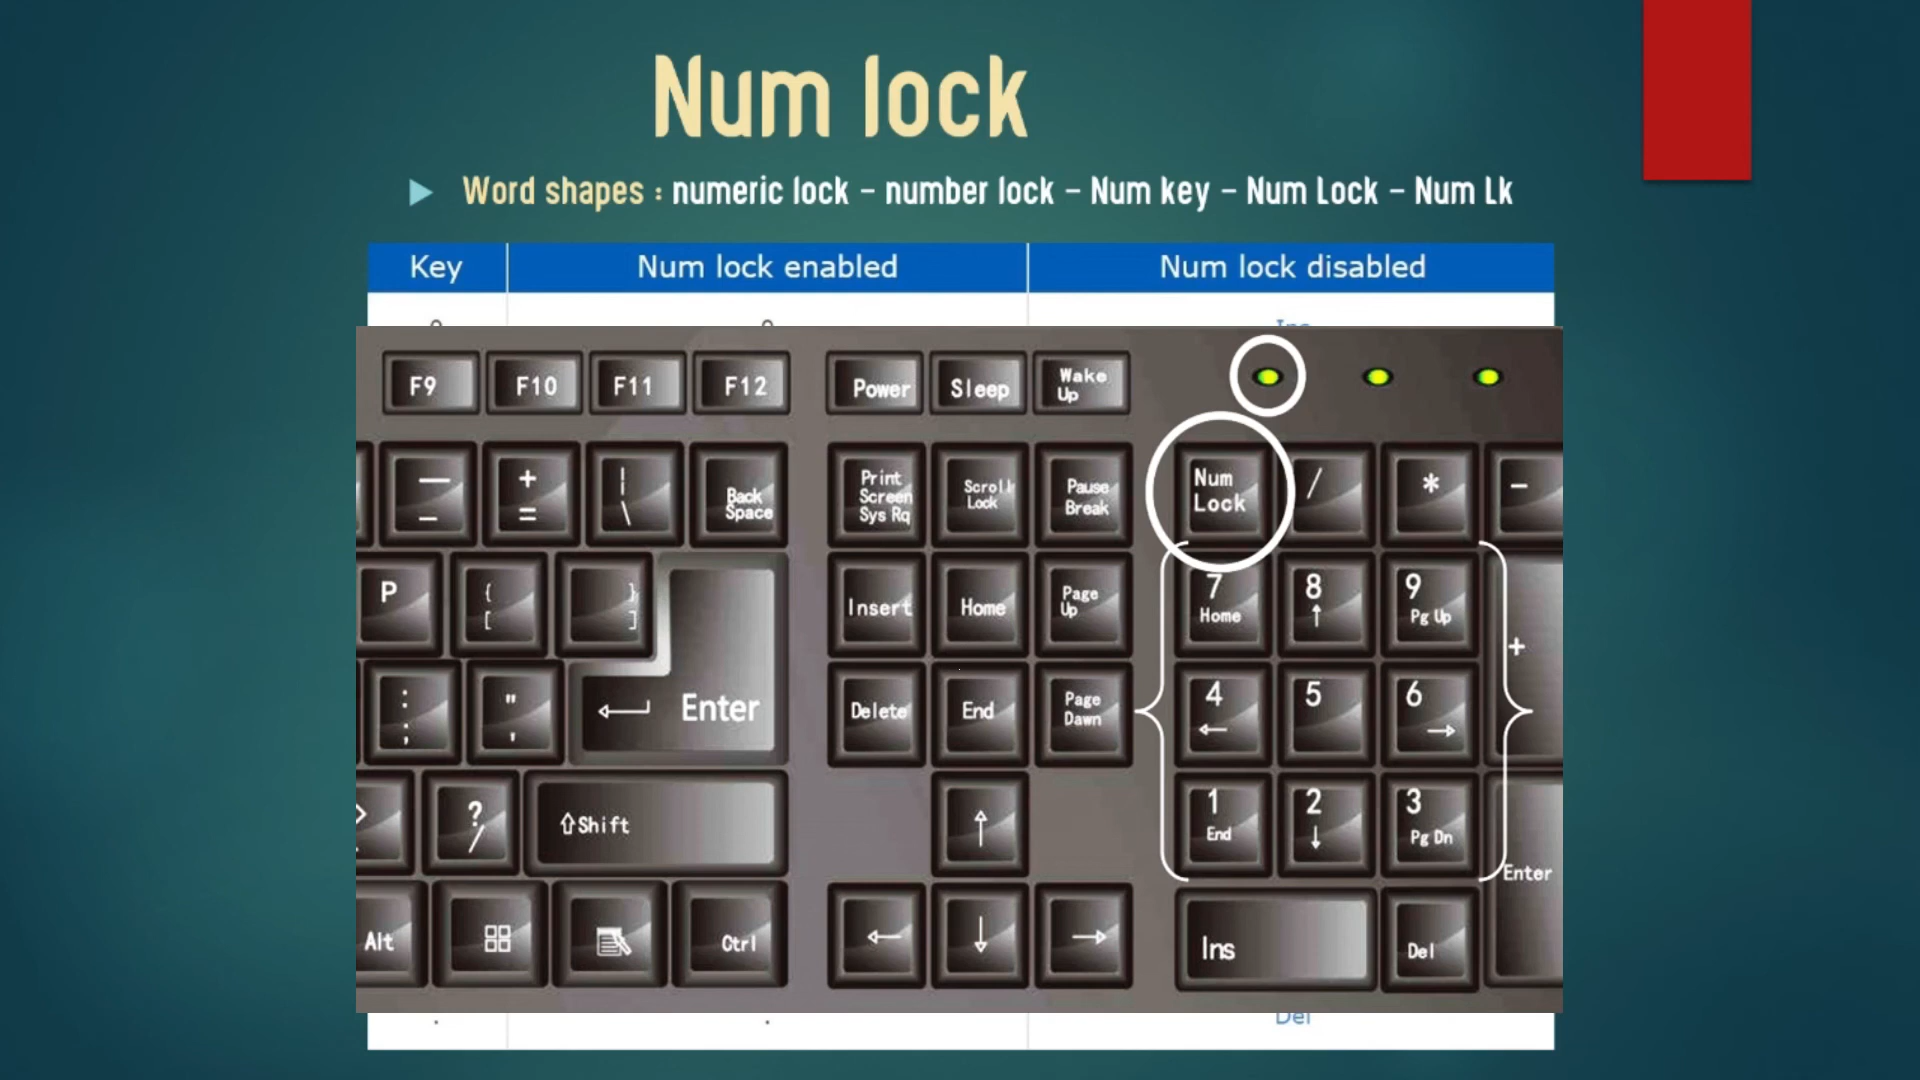 Num lock
Word shapes : numeric lock – number lock – Num key – Num Lock – Num Lk
Key Num lock enabled Num lock disabled
F9 F10 F11 F12 Power Sleep Wake Up
— _ + = | \ Back Space Print Screen Sys Rq Scroll Lock Pause Break Num Lock / * −
P { [ } ] Insert Home Page Up 7 Home 8 ↑ 9 Pg Up +
: ; " ' ← Enter Delete End Page Dawn 4 ← 5 6 →
? / ⇧Shift ↑ 1 End 2 ↓ 3 Pg Dn Enter
Alt Ctrl ← ↓ → Ins Del
. . Del